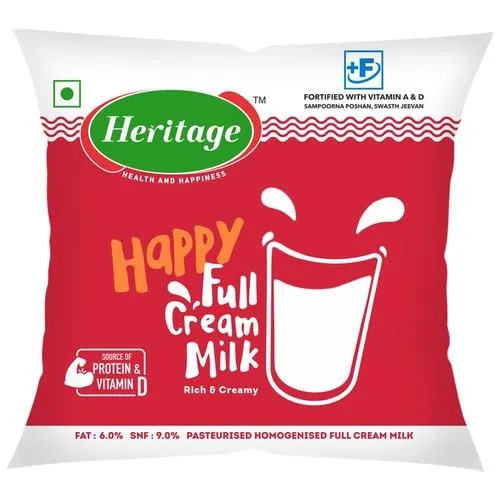 +F
FORTIFIED WITH VITAMIN A & D
SAMPOORNA POSHAN, SWASTH JEEVAN
Heritage
TM
HEALTH AND HAPPINESS
Happy
Full
Cream
Milk
Rich & Creamy
SOURCE OF
PROTEIN &
VITAMIN D
FAT : 6.0% SNF : 9.0% PASTEURISED HOMOGENISED FULL CREAM MILK